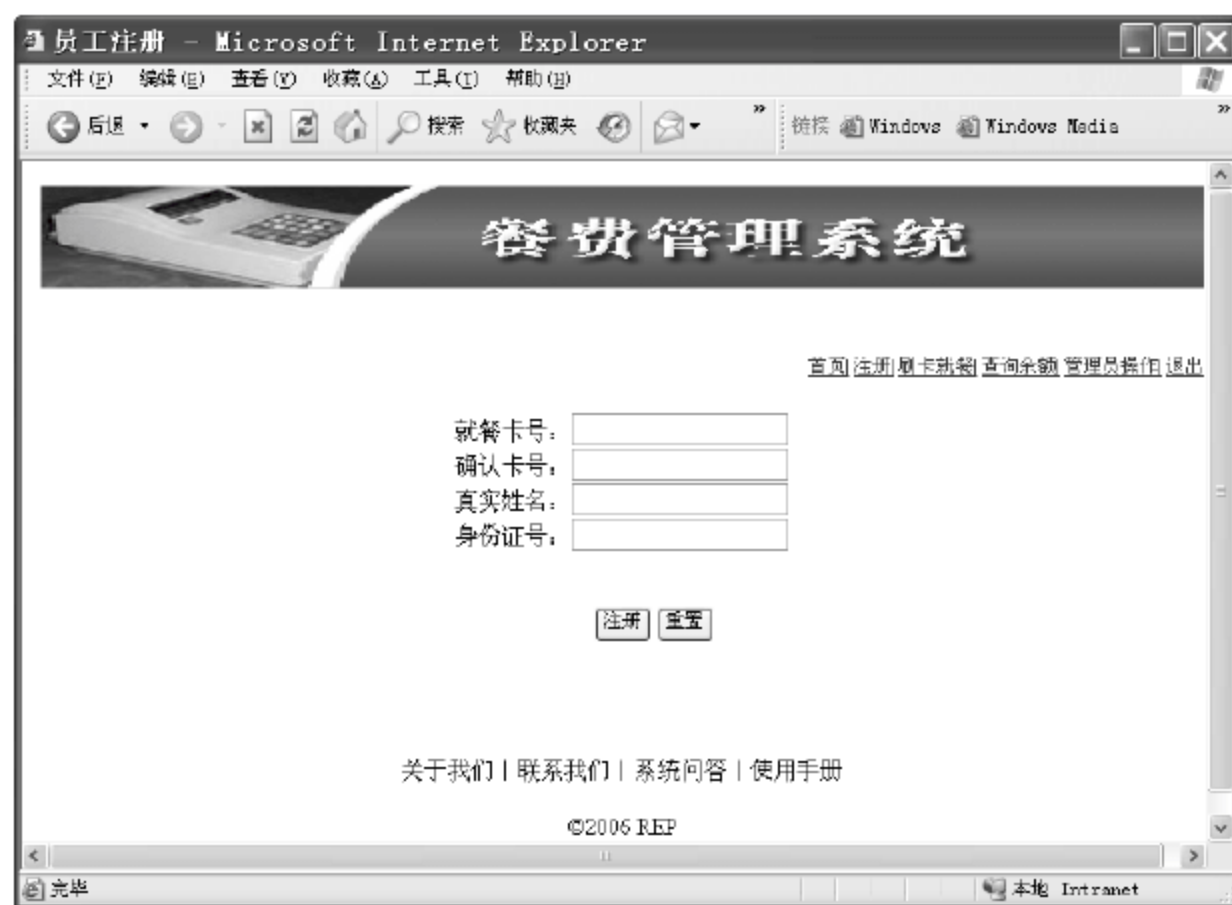 员工注册 - Microsoft Internet Explorer
文件(F) 编辑(E) 查看(V) 收藏(A) 工具(T) 帮助(H)
后退 搜索 收藏夹 » 链接 Windows Windows Media »
餐费管理系统
首页| 注册| 刷卡就餐| 查询余额| 管理员操作| 退出
就餐卡号：
确认卡号：
真实姓名：
身份证号：
注册 重置
关于我们 | 联系我们 | 系统问答 | 使用手册
©2006 REP
完毕 本地 Intranet